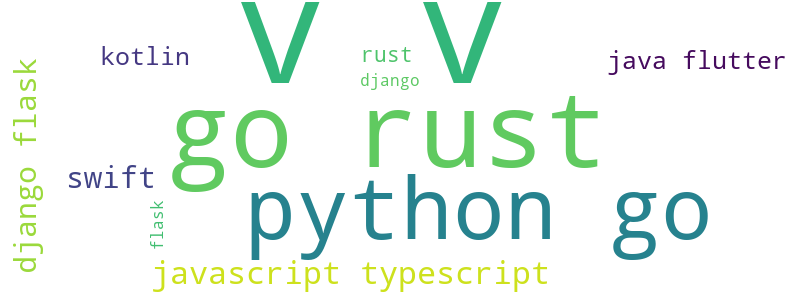 V V
kotlin
rust
java flutter
django
django flask
go rust
swift
python go
flask
javascript typescript